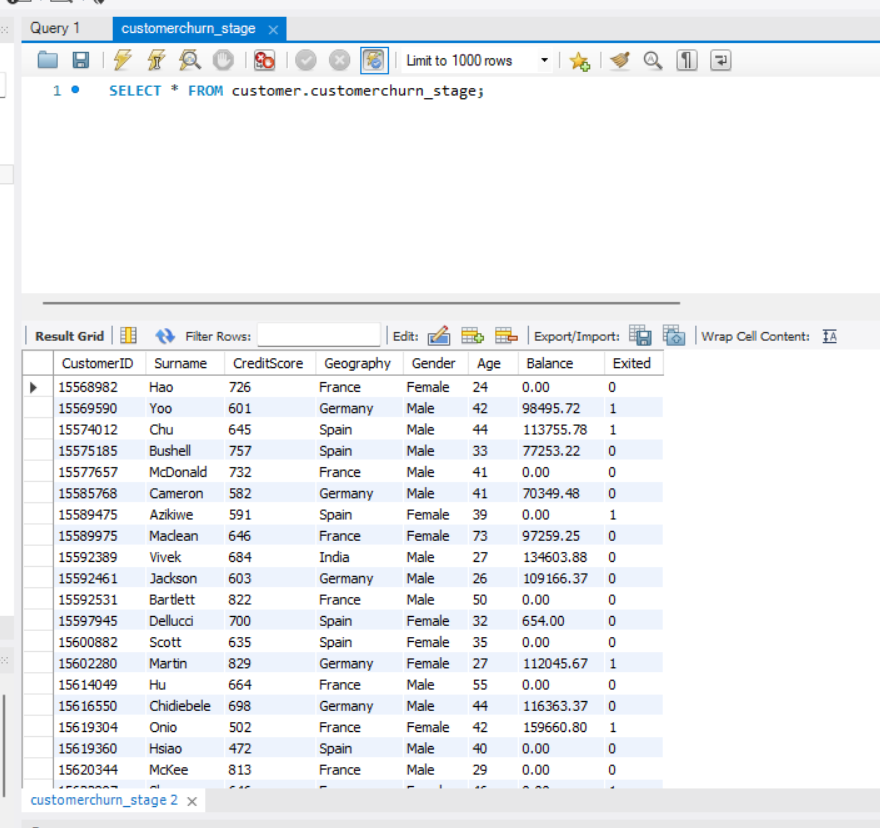 Query 1 customerchurn_stage
Limit to 1000 rows
1 SELECT * FROM customer.customerchurn_stage;
Result Grid Filter Rows: Edit: Export/Import: Wrap Cell Content:
CustomerID Surname CreditScore Geography Gender Age Balance Exited
15568982 Hao 726 France Female 24 0.00 0
15569590 Yoo 601 Germany Male 42 98495.72 1
15574012 Chu 645 Spain Male 44 113755.78 1
15575185 Bushell 757 Spain Male 33 77253.22 0
15577657 McDonald 732 France Male 41 0.00 0
15585768 Cameron 582 Germany Male 41 70349.48 0
15589475 Azikiwe 591 Spain Female 39 0.00 1
15589975 Maclean 646 France Female 73 97259.25 0
15592389 Vivek 684 India Male 27 134603.88 0
15592461 Jackson 603 Germany Male 26 109166.37 0
15592531 Bartlett 822 France Male 50 0.00 0
15597945 Dellucci 700 Spain Female 32 654.00 0
15600882 Scott 635 Spain Female 35 0.00 0
15602280 Martin 829 Germany Female 27 112045.67 1
15614049 Hu 664 France Male 55 0.00 0
15616550 Chidiebele 698 Germany Male 44 116363.37 0
15619304 Onio 502 France Female 42 159660.80 1
15619360 Hsiao 472 Spain Male 40 0.00 0
15620344 McKee 813 France Male 29 0.00 0
customerchurn_stage 2